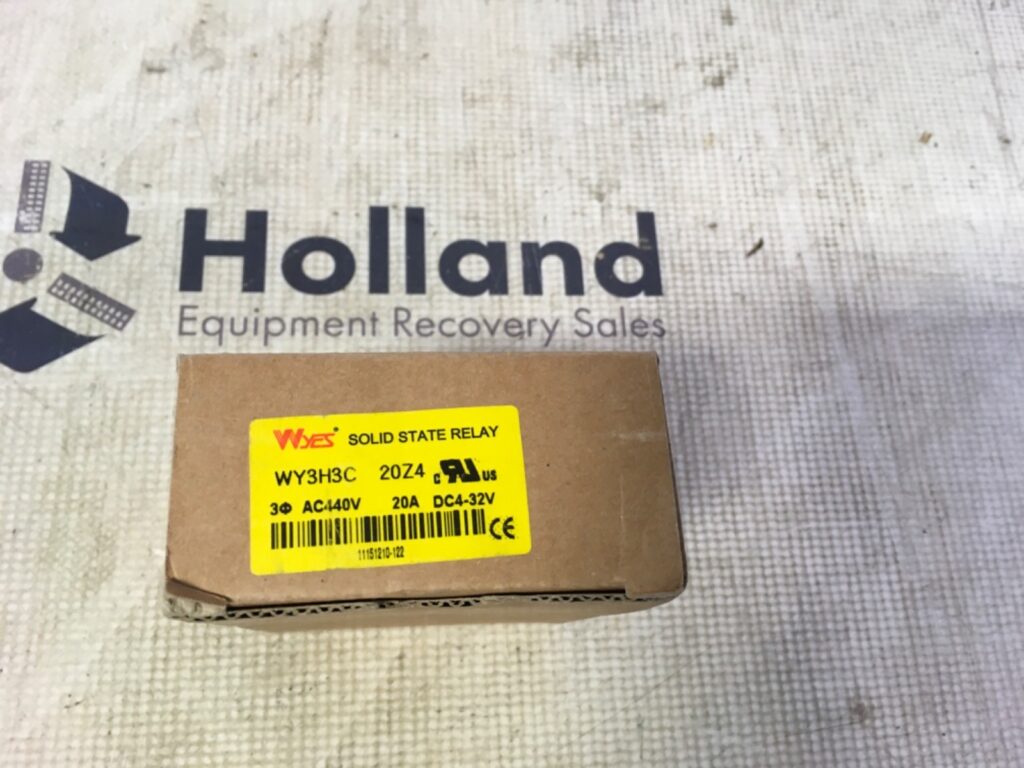 Holland
Equipment Recovery Sales
WYES® SOLID STATE RELAY
WY3H3C 20Z4 c RU us
3Φ AC440V 20A DC4-32V
CE
11151210-122